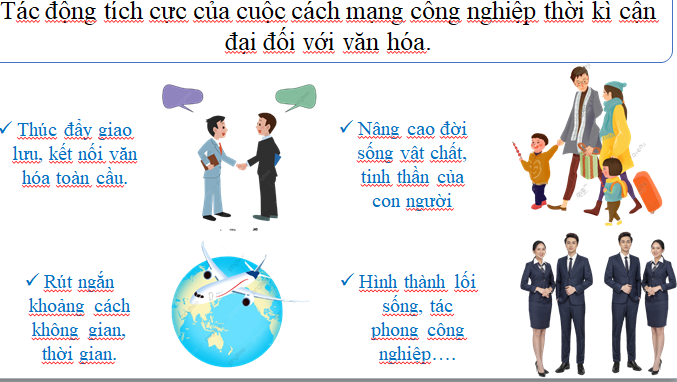 Tác động tích cực của cuộc cách mạng công nghiệp thời kì cận
đại đối với văn hóa.
✓ Thúc đẩy giao
lưu, kết nối văn
hóa toàn cầu.
✓ Nâng cao đời
sống vật chất,
tinh thần của
con người
✓ Rút ngắn
khoảng cách
không gian,
thời gian.
✓ Hình thành lối
sống, tác
phong công
nghiệp….